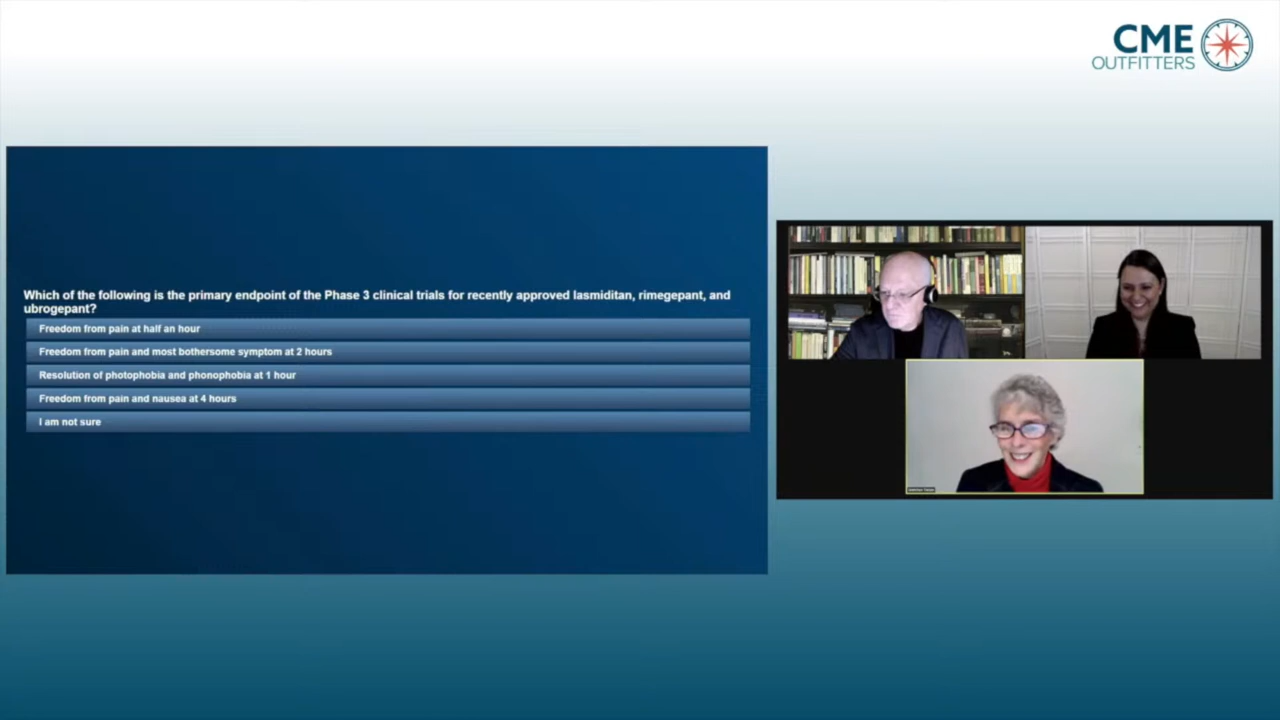 CME
OUTFITTERS
Which of the following is the primary endpoint of the Phase 3 clinical trials for recently approved lasmiditan, rimegepant, and
ubrogepant?
Freedom from pain at half an hour
Freedom from pain and most bothersome symptom at 2 hours
Resolution of photophobia and phonophobia at 1 hour
Freedom from pain and nausea at 4 hours
I am not sure